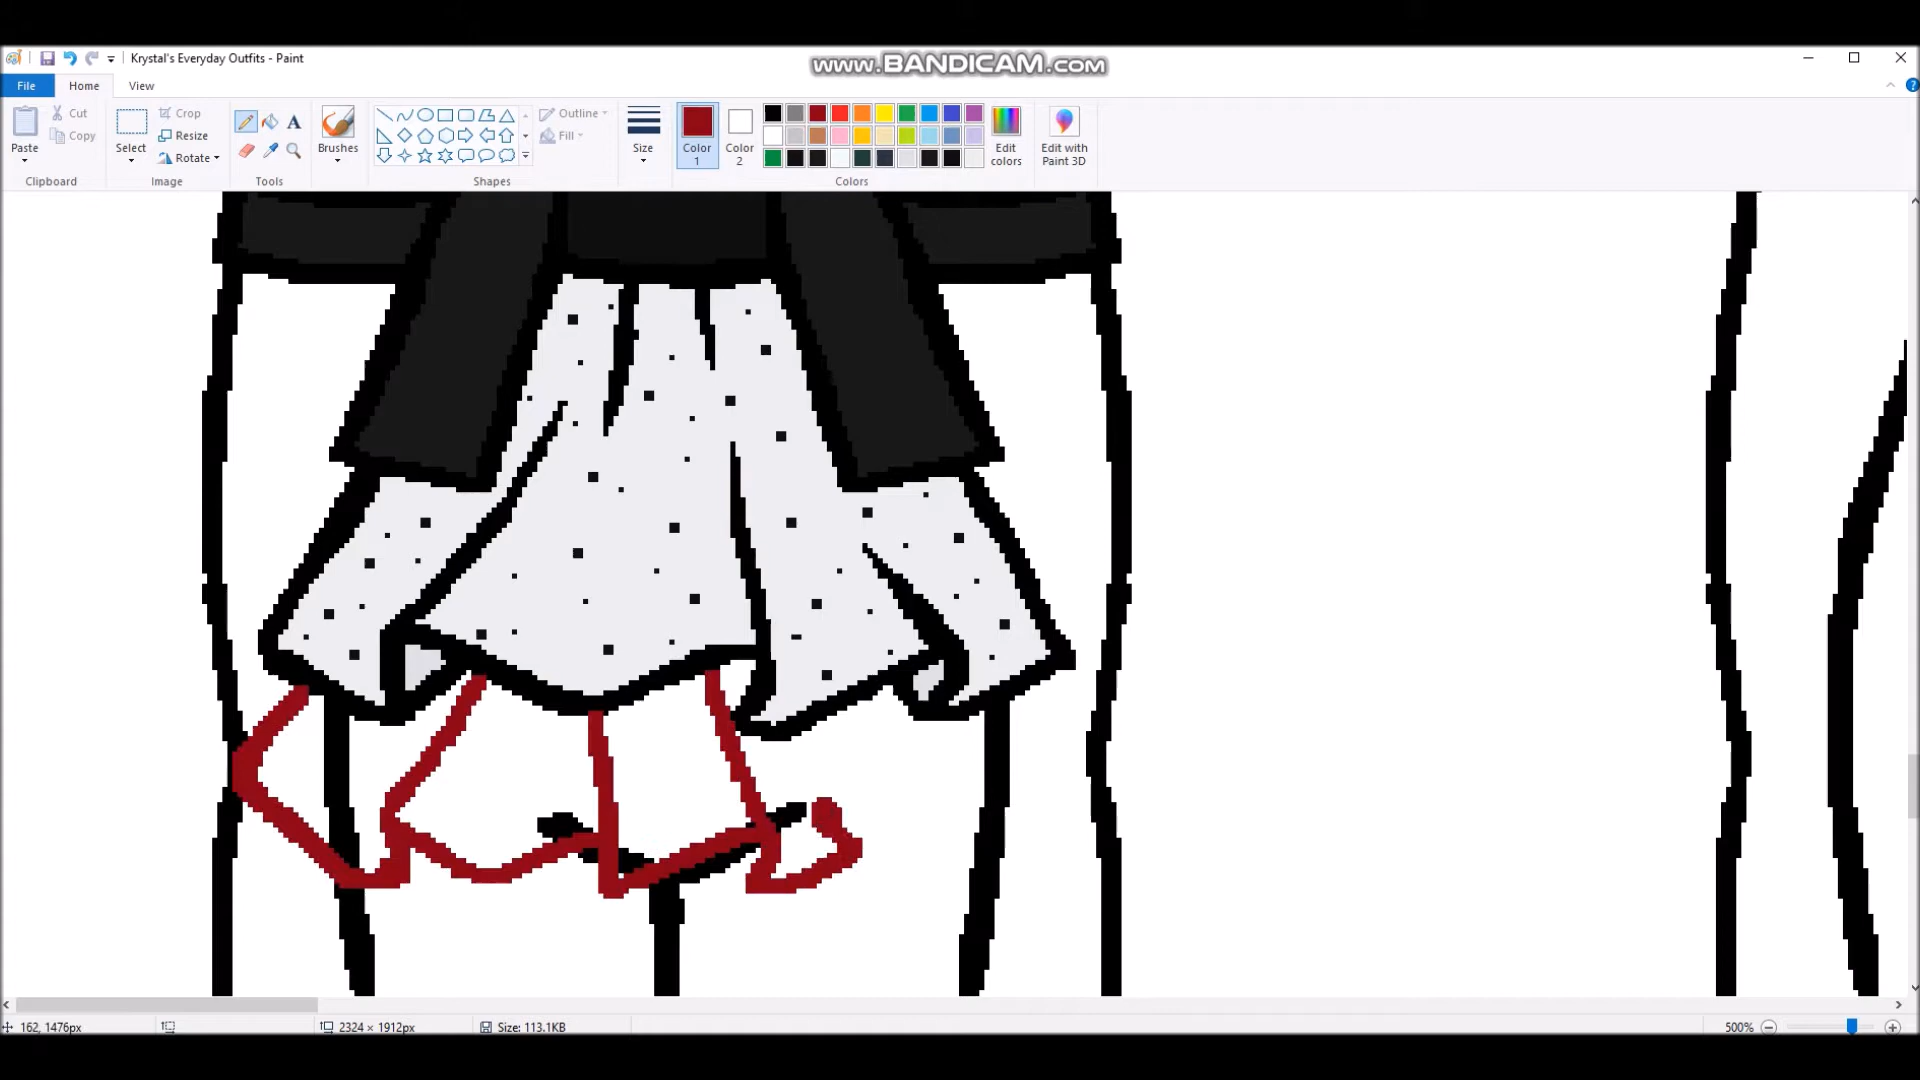 Krystal's Everyday Outfits - Paint
www.BANDICAM.com
File
Home
View
Paste
Cut
Copy
Clipboard
Select
Crop
Resize
Rotate
Image
A
Tools
Brushes
Outline
Fill
Shapes
Size
Color
1
Color
2
Edit
colors
Edit with
Paint 3D
Colors
162, 1476px
2324 × 1912px
Size: 113.1KB
500%